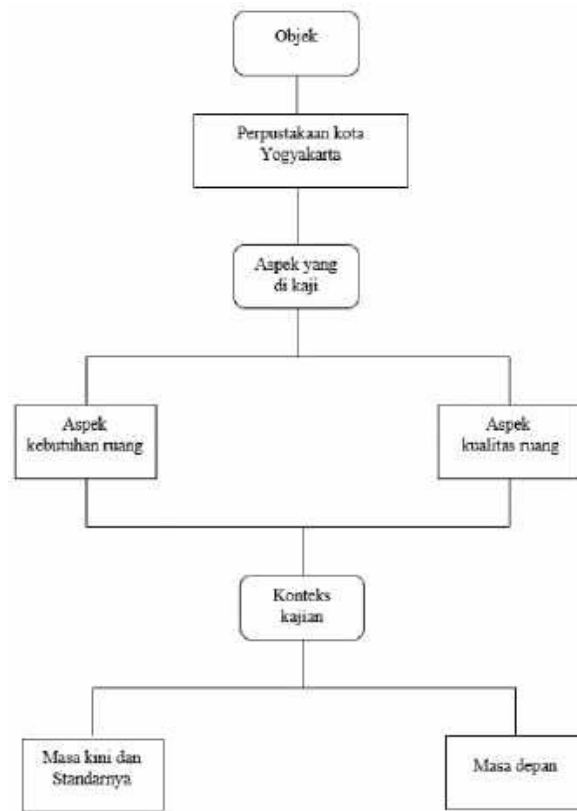 Objek
Perpustakaan kota
Yogyakarta
Aspek yang
di kaji
Aspek
kebutuhan ruang
Aspek
kualitas ruang
Konteks
kajian
Masa kini dan
Standarnya
Masa depan